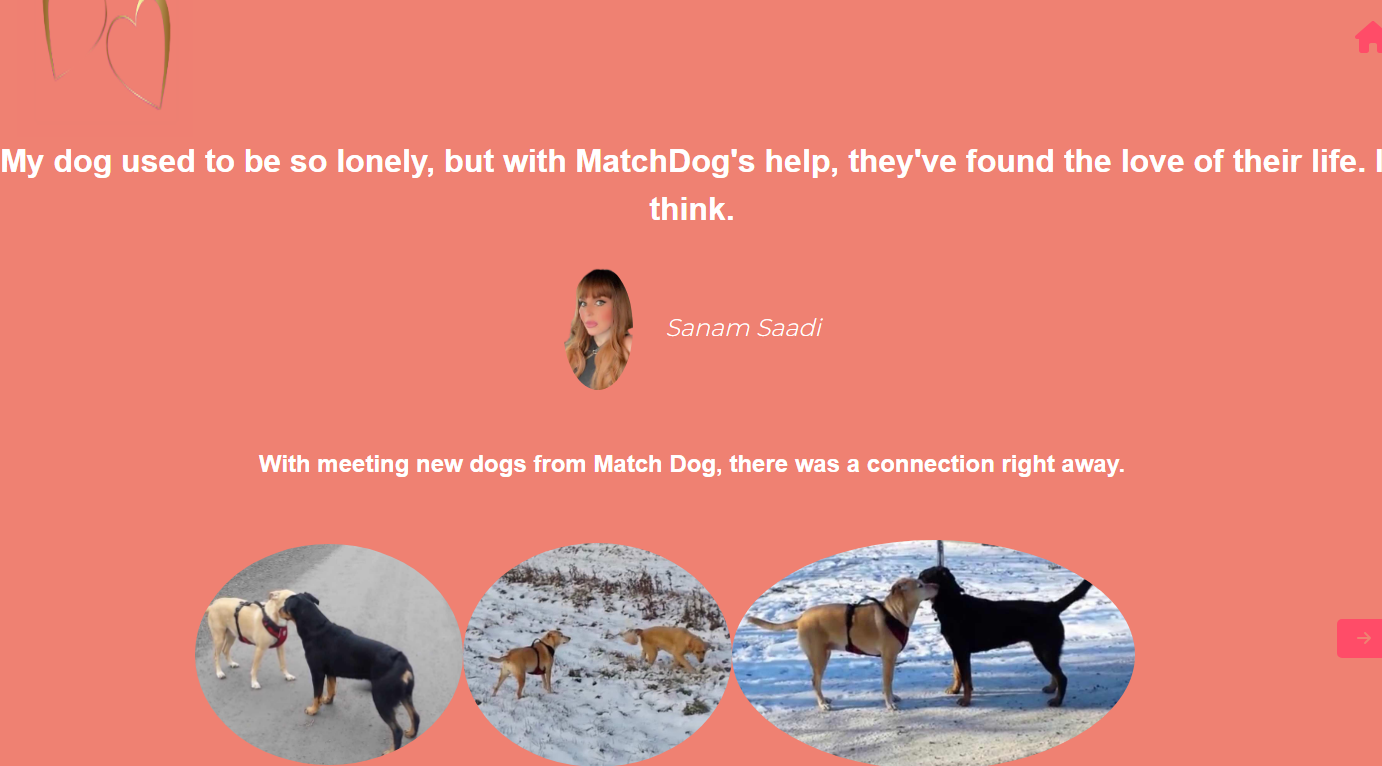 My dog used to be so lonely, but with MatchDog's help, they've found the love of their life. I
think.
Sanam Saadi
With meeting new dogs from Match Dog, there was a connection right away.